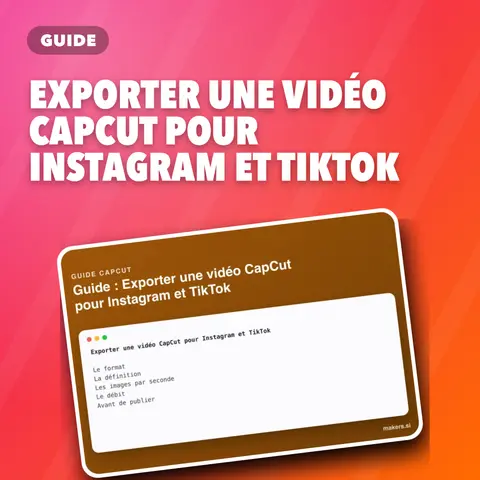 GUIDE
EXPORTER UNE VIDÉO
CAPCUT POUR
INSTAGRAM ET TIKTOK
GUIDE CAPCUT
Guide : Exporter une vidéo CapCut
pour Instagram et TikTok
Exporter une vidéo CapCut pour Instagram et TikTok
Le format
La définition
Les images par seconde
Le débit
Avant de publier
makers.ai